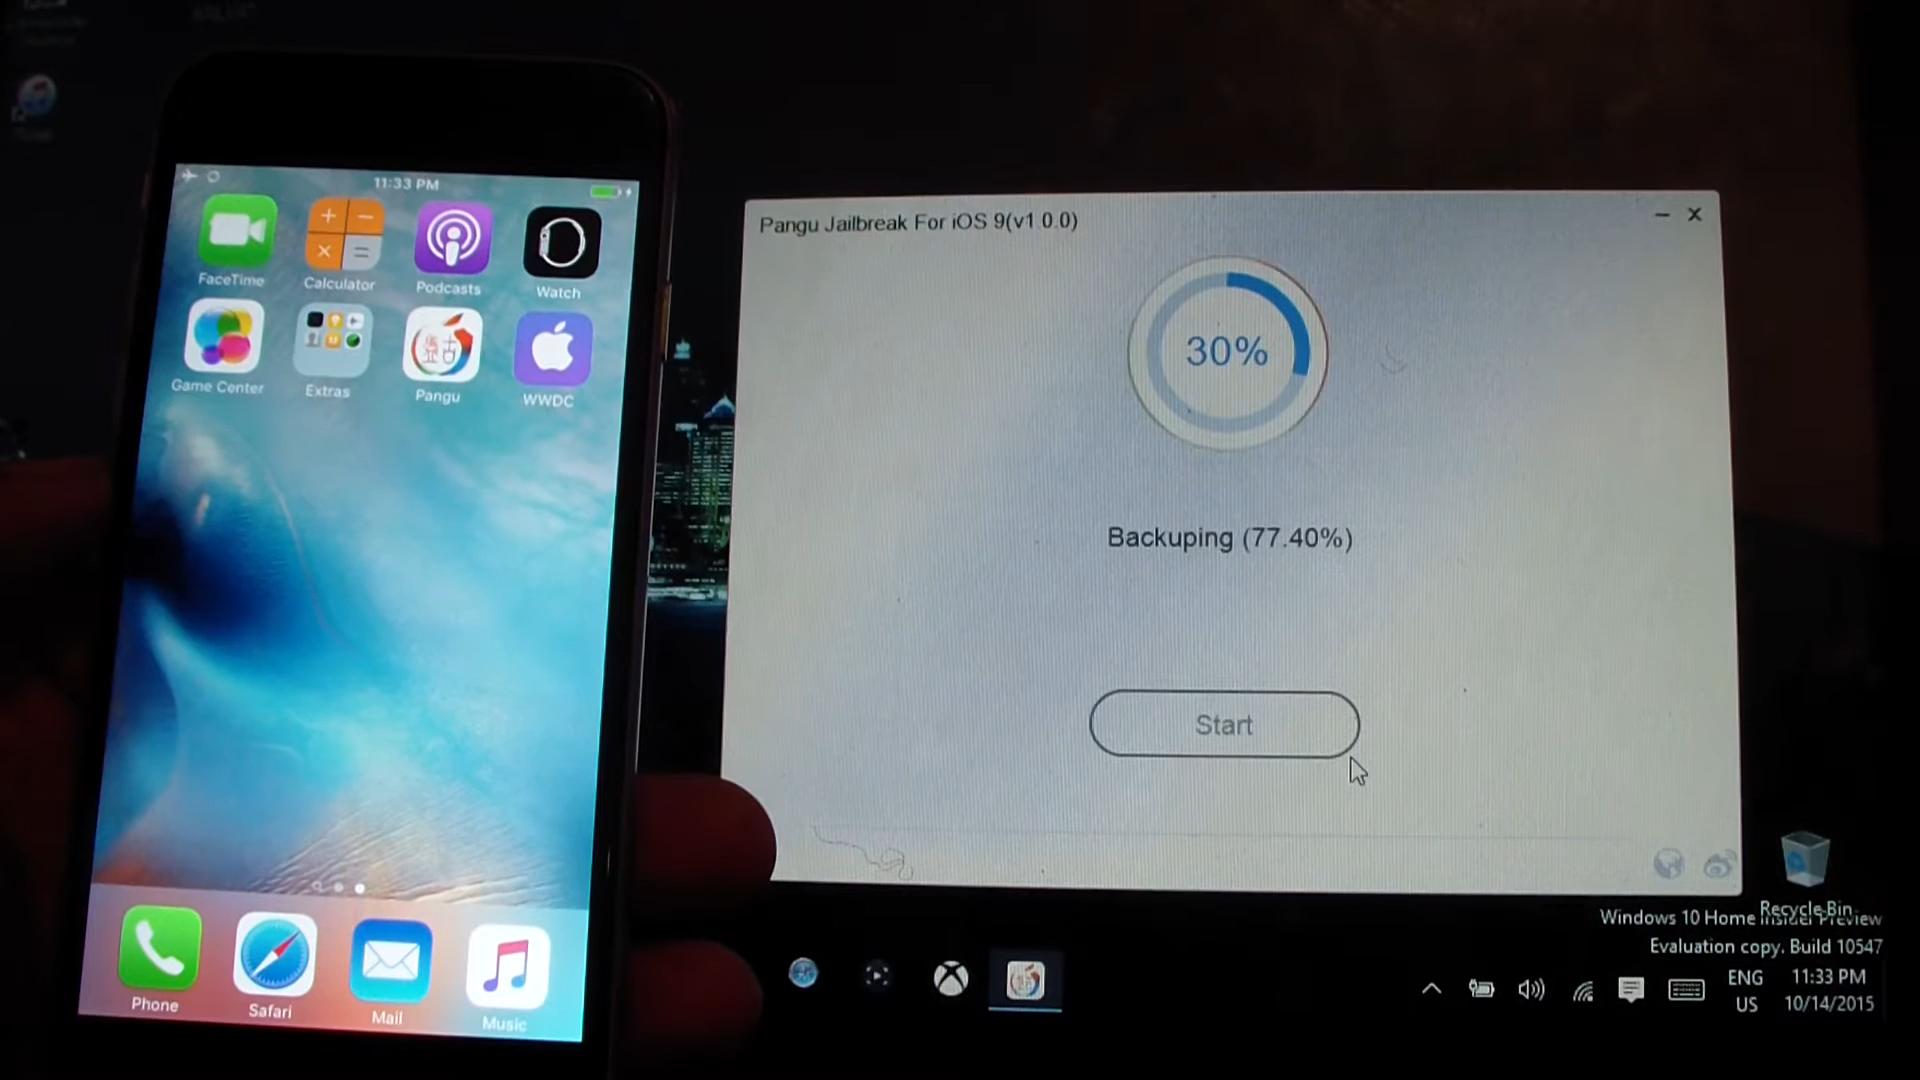 11:33 PM
FaceTime
Calculator
Podcasts
Watch
Game Center
Extras
Pangu
WWDC
Phone
Safari
Mail
Music
Pangu Jailbreak For iOS 9(v1.0.0)
30%
Backuping (77.40%)
Start
Recycle Bin
Windows 10 Home Insider Preview
Evaluation copy. Build 10547
ENG
US
11:33 PM
10/14/2015